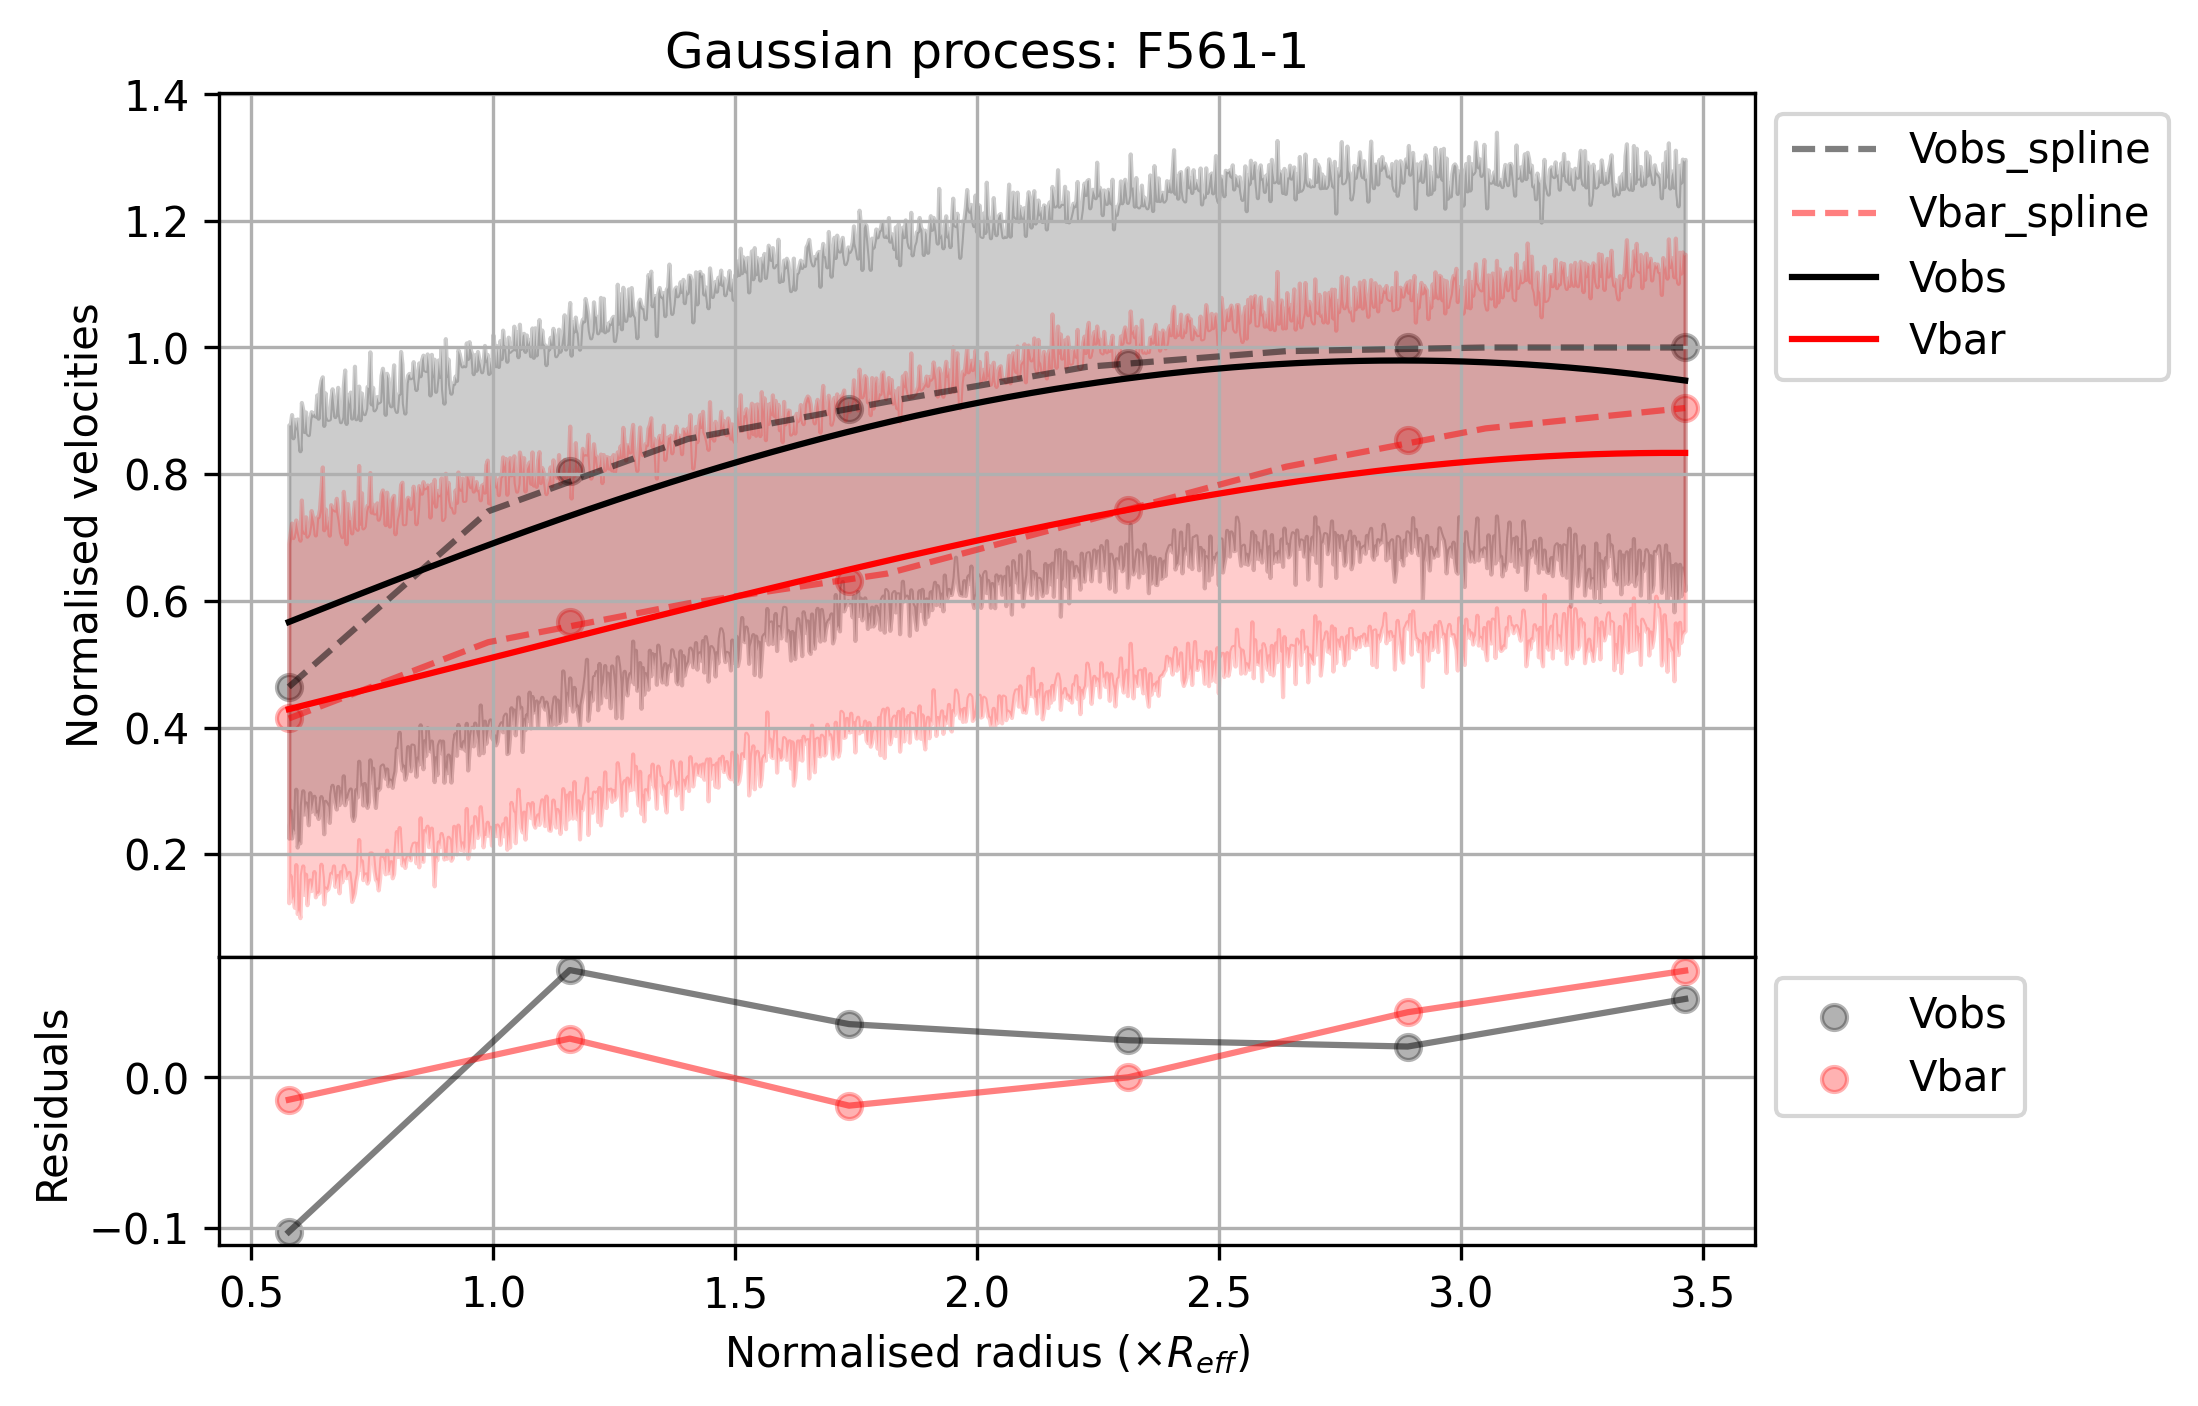 Gaussian process: F561-1
Normalised velocities
1.4
1.2
1.0
0.8
0.6
0.4
0.2
Vobs_spline
Vbar_spline
Vobs
Vbar
Residuals
0.0
−0.1
Vobs
Vbar
0.5 1.0 1.5 2.0 2.5 3.0 3.5
Normalised radius (×R_eff)